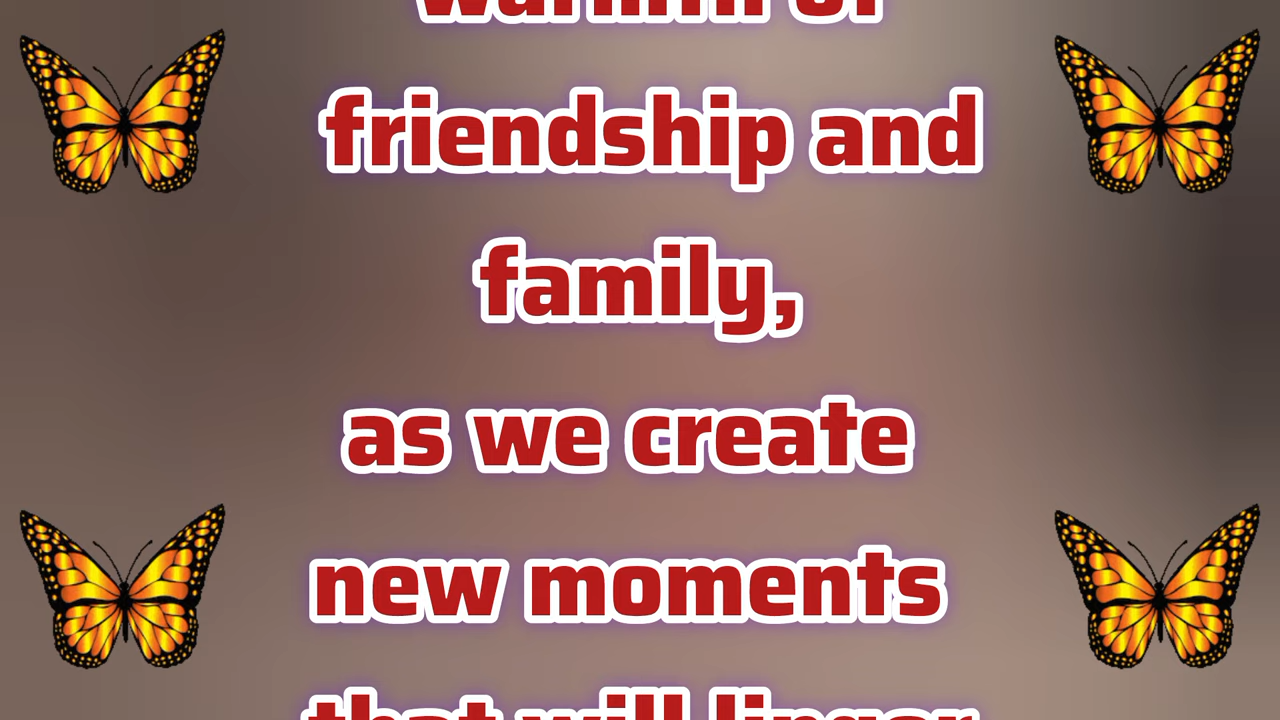 warmth of
friendship and
family,
as we create
new moments
that will linger